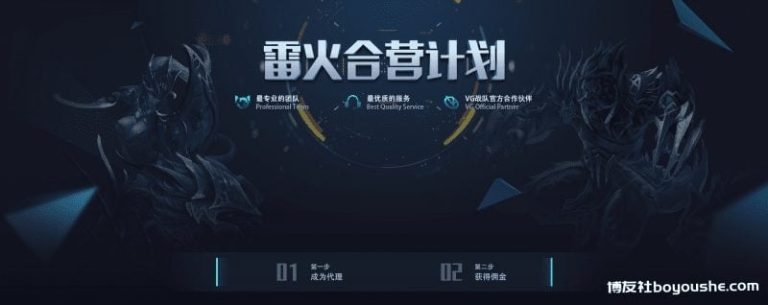 雷火合营计划
最专业的团队
Professional Team
最优质的服务
Best Quality Service
VG战队官方合作伙伴
VG Official Partner
01
第一步
成为代理
02
第二步
获得佣金
博友社boyoushe.com